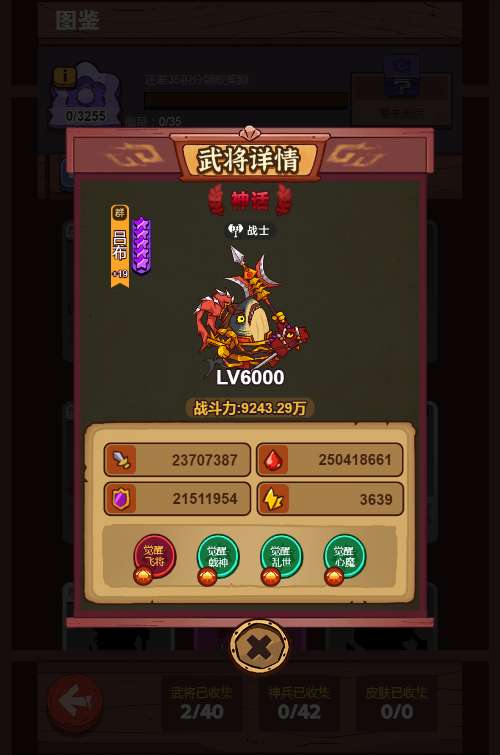 图鉴
0/3255
0/35
武将详情
神话
群
吕布
+19
战士
LV6000
战斗力:9243.29万
23707387
250418661
21511954
3639
觉醒
飞将
觉醒
戟神
觉醒
乱世
觉醒
心魔
武将已收集
2/40
神兵已收集
0/42
皮肤已收集
0/0